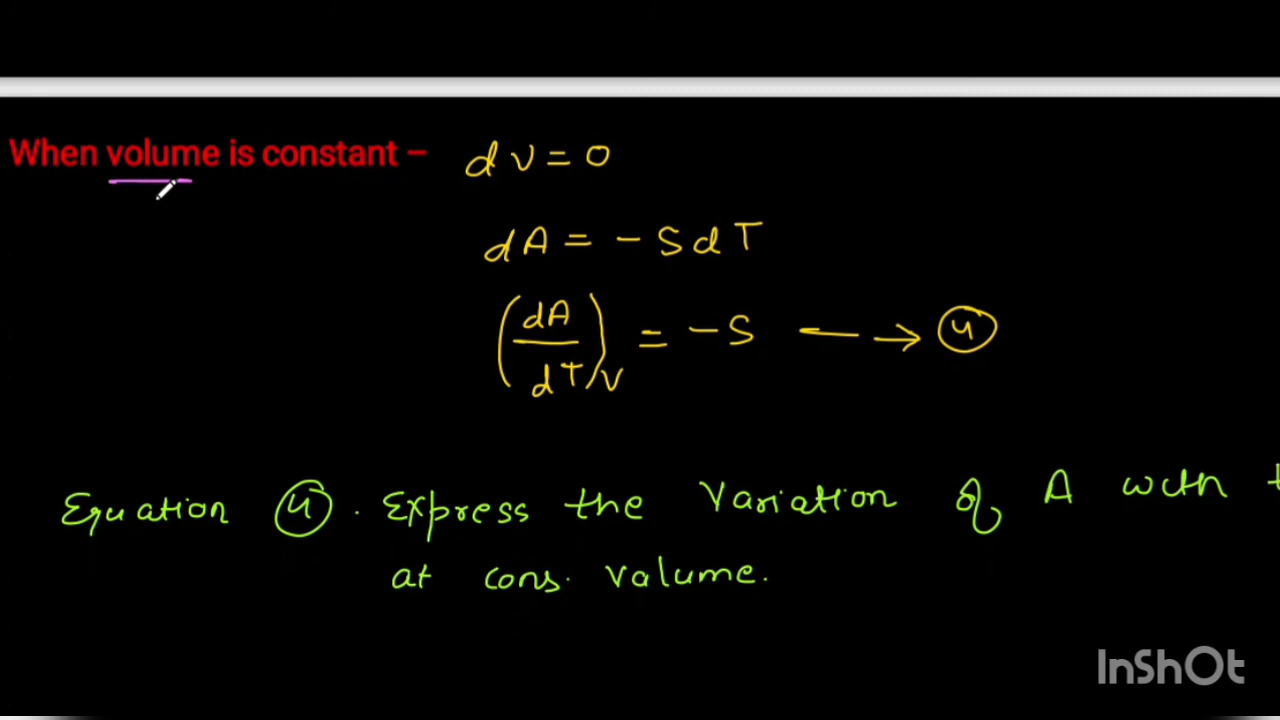 When volume is constant – dv = 0
dA = - SdT
(dA/dT)v = -S → 4
Equation 4. Express the Variation of A with
at cons. volume.
InShOt